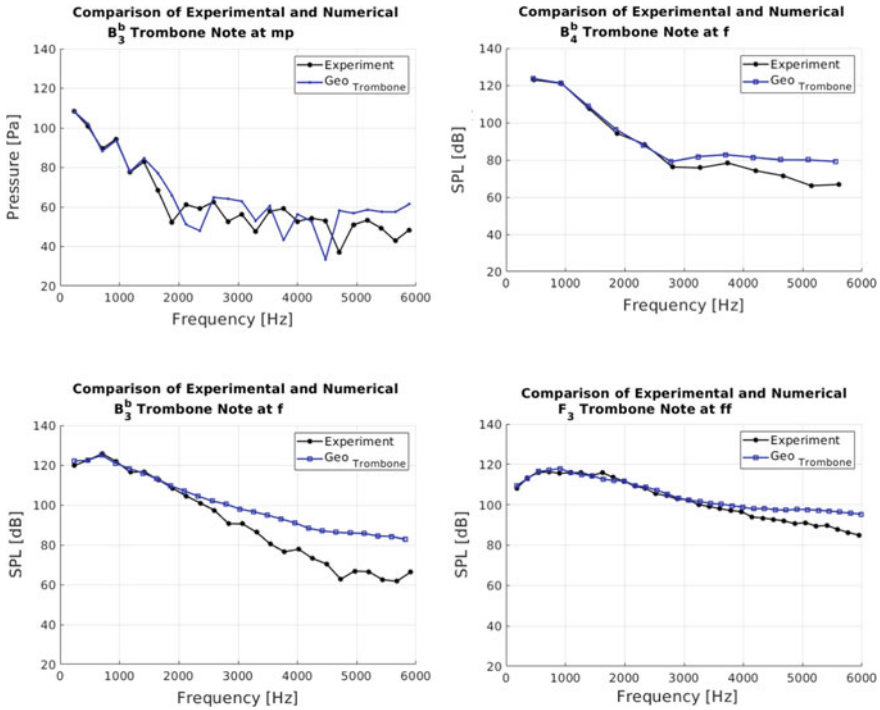 Comparison of Experimental and Numerical
B₃ᵇ Trombone Note at mp
140
120
100
80
60
40
20
Pressure [Pa]
Experiment
Geo Trombone
0 1000 2000 3000 4000 5000 6000
Frequency [Hz]
Comparison of Experimental and Numerical
B₄ᵇ Trombone Note at f
140
120
100
80
60
40
20
SPL [dB]
Experiment
Geo Trombone
0 1000 2000 3000 4000 5000 6000
Frequency [Hz]
Comparison of Experimental and Numerical
B₃ᵇ Trombone Note at f
140
120
100
80
60
40
20
SPL [dB]
Experiment
Geo Trombone
0 1000 2000 3000 4000 5000 6000
Frequency [Hz]
Comparison of Experimental and Numerical
F₃ Trombone Note at ff
140
120
100
80
60
40
20
SPL [dB]
Experiment
Geo Trombone
0 1000 2000 3000 4000 5000 6000
Frequency [Hz]